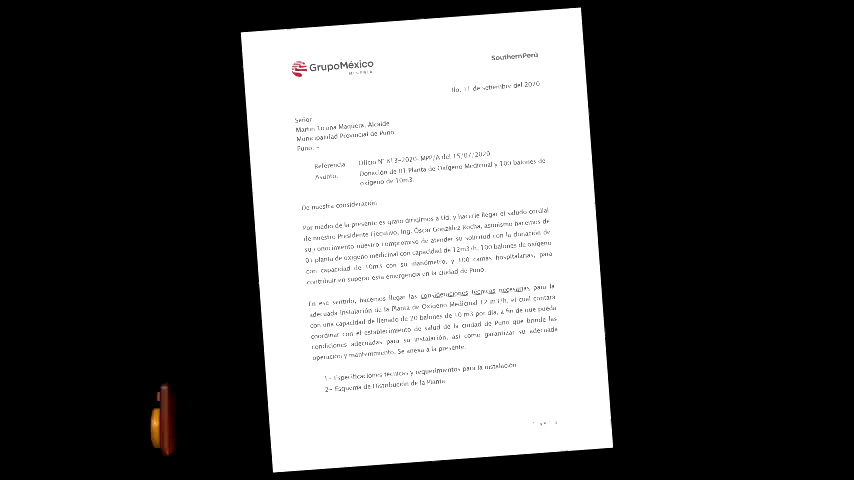 GrupoMéxico
MINERÍA
SouthernPerú
Ilo, 11 de setiembre del 2020
Señor
Martín Ticona Maquera, Alcalde
Municipalidad Provincial de Puno
Puno. -
Referencia: Oficio N° 613-2020- MPP/A del 15/07/2020
Asunto: Donación de 01 Planta de Oxígeno Medicinal y 100 balones de
oxígeno de 10m3.
De nuestra consideración
Por medio de la presente es grato dirigirnos a Ud. y hacerle llegar el saludo cordial
de nuestro Presidente Ejecutivo, Ing. Óscar González Rocha, asimismo hacemos de
su conocimiento nuestro compromiso de atender su solicitud con la donación de
01 planta de oxígeno medicinal con capacidad de 12m3/h, 100 balones de oxígeno
con capacidad de 10m3 con su manómetro, y 100 camas hospitalarias, para
contribuir en superar esta emergencia en la ciudad de Puno.
En ese sentido, hacemos llegar las consideraciones técnicas necesarias para la
adecuada Instalación de la Planta de Oxígeno Medicinal 12 m3/h, el cual contará
con una capacidad de llenado de 20 balones de 10 m3 por día, a fin de que pueda
coordinar con el establecimiento de salud de la ciudad de Puno que brinde las
condiciones adecuadas para su instalación, así como garantizar su adecuada
operación y mantenimiento. Se anexa a la presente:
1- Especificaciones técnicas y requerimientos para la instalación
2- Esquema de Distribución de la Planta